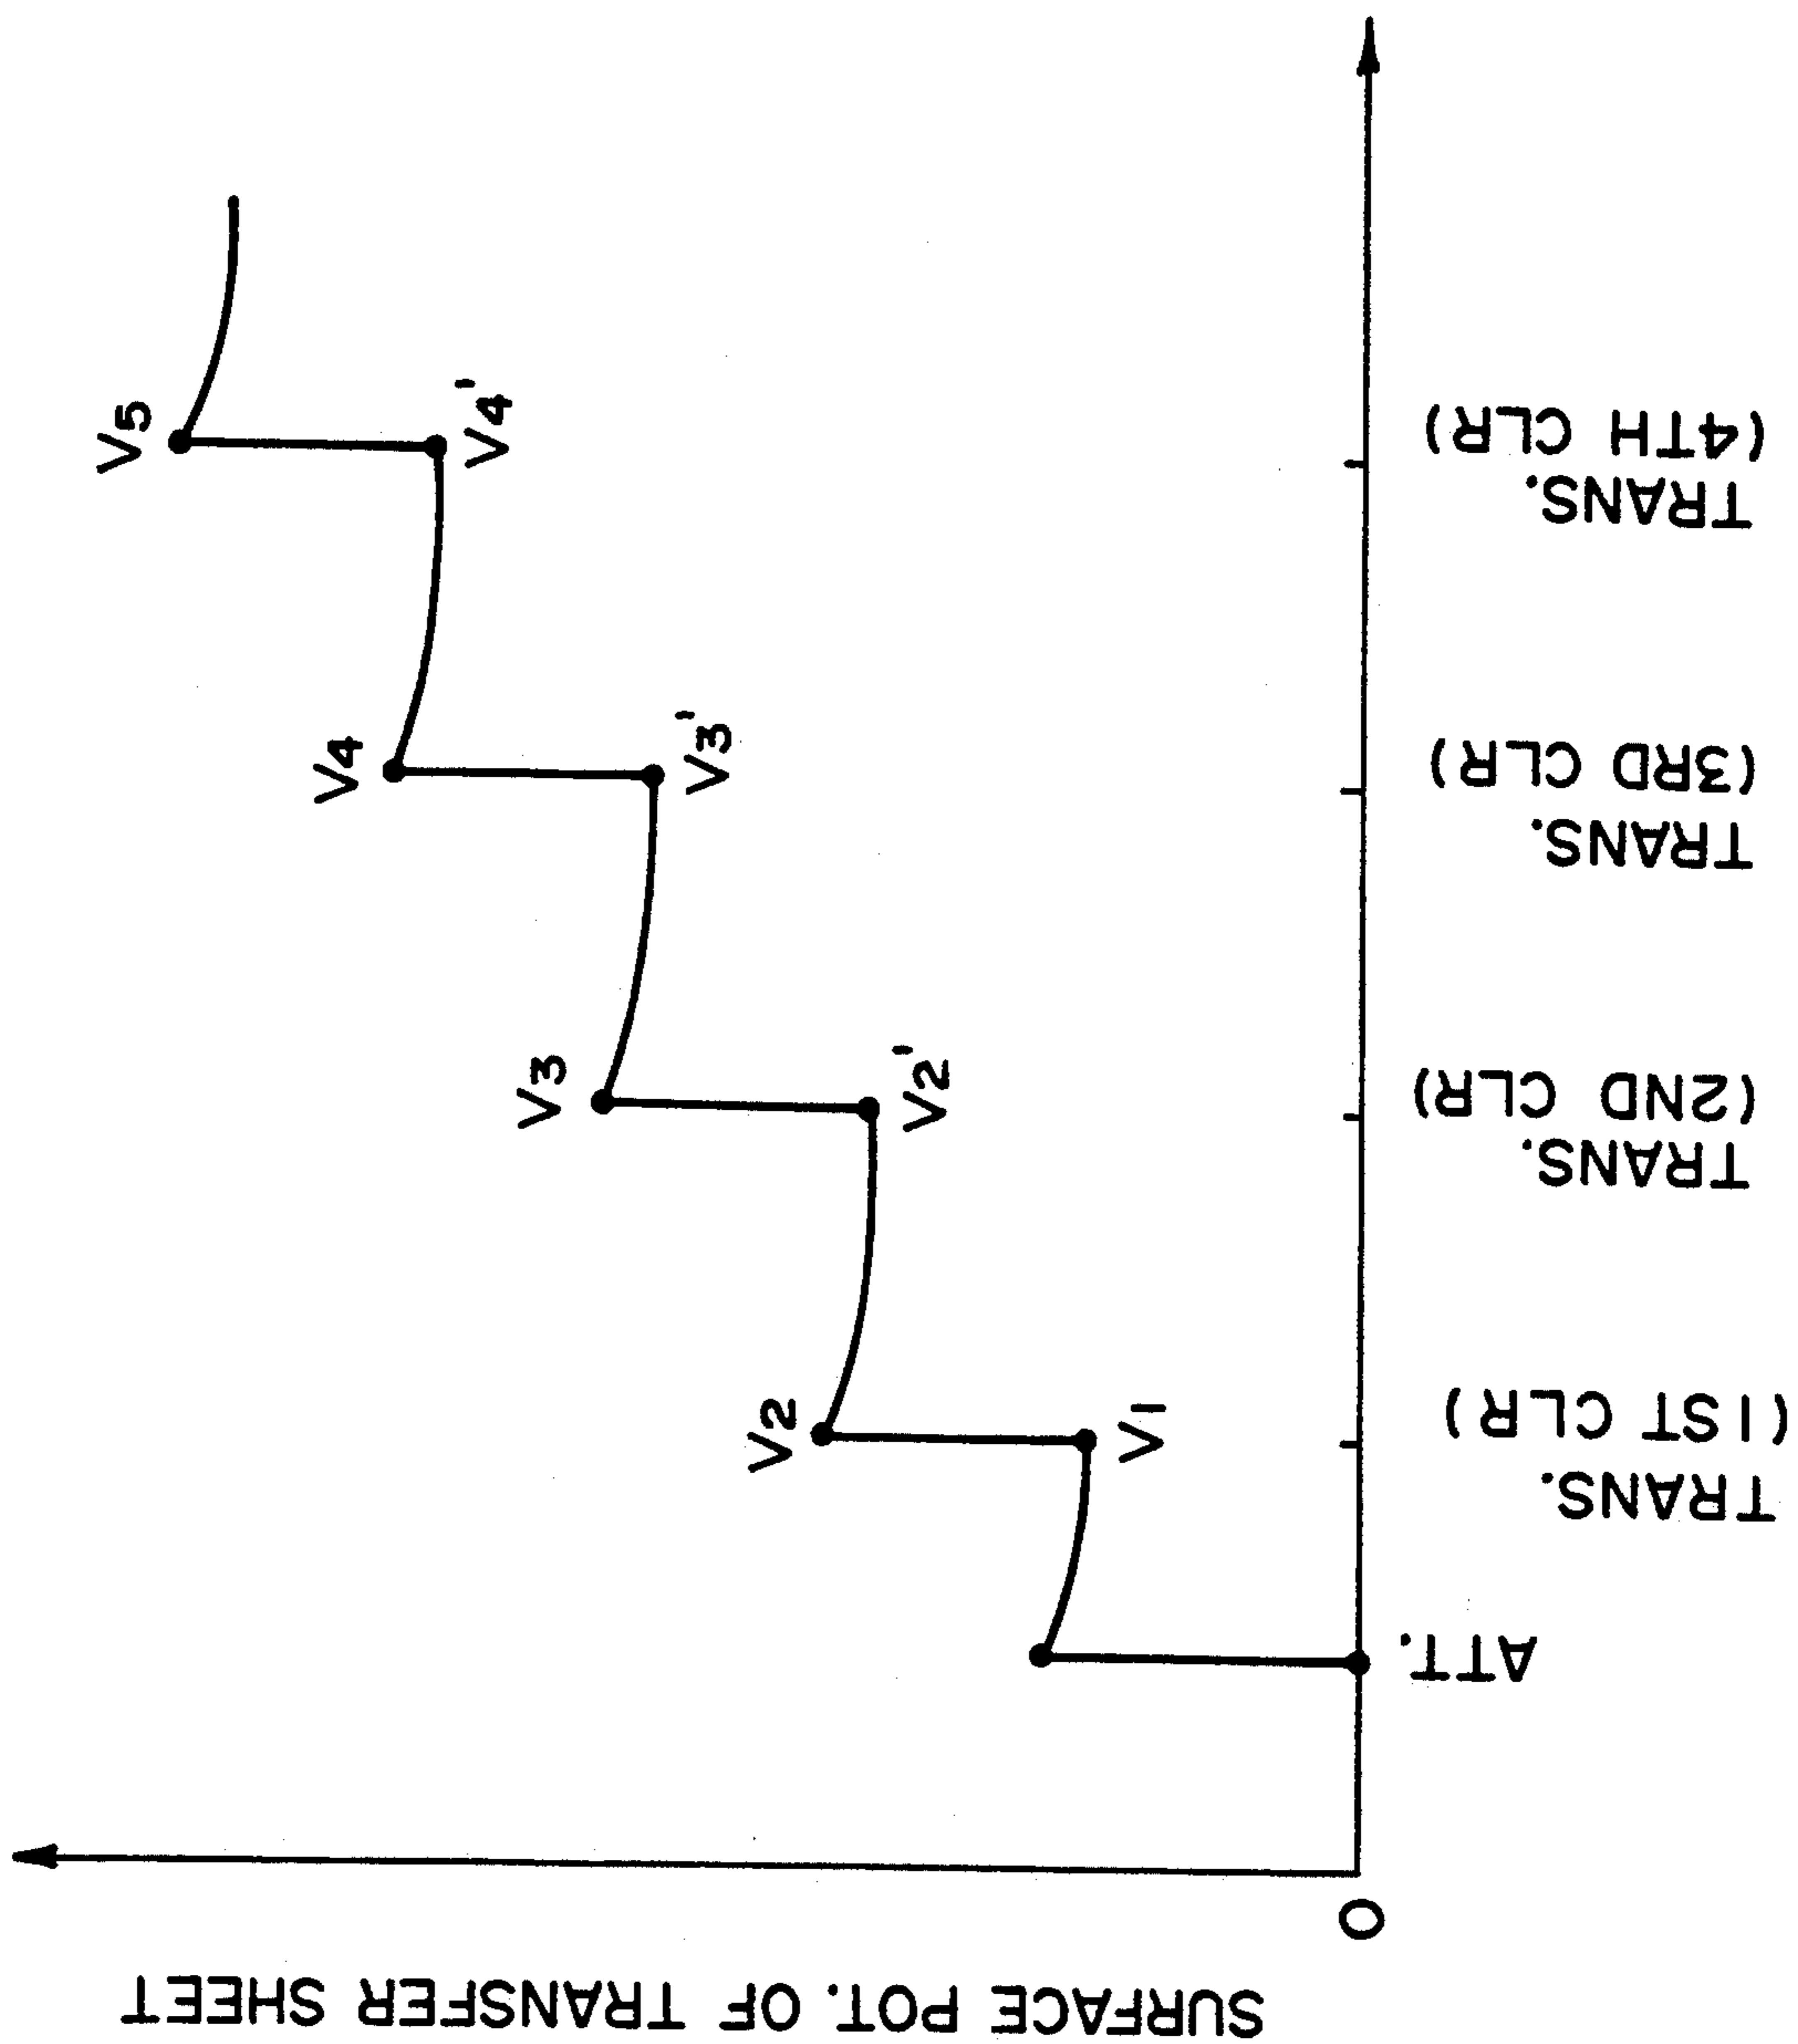 SURFACE POT. OF TRANSFER SHEET
V5
V4'
V4
V3'
V3
V2'
V2
V1
0
ATT.
TRANS.
(1ST CLR)
TRANS.
(2ND CLR)
TRANS.
(3RD CLR)
TRANS.
(4TH CLR)